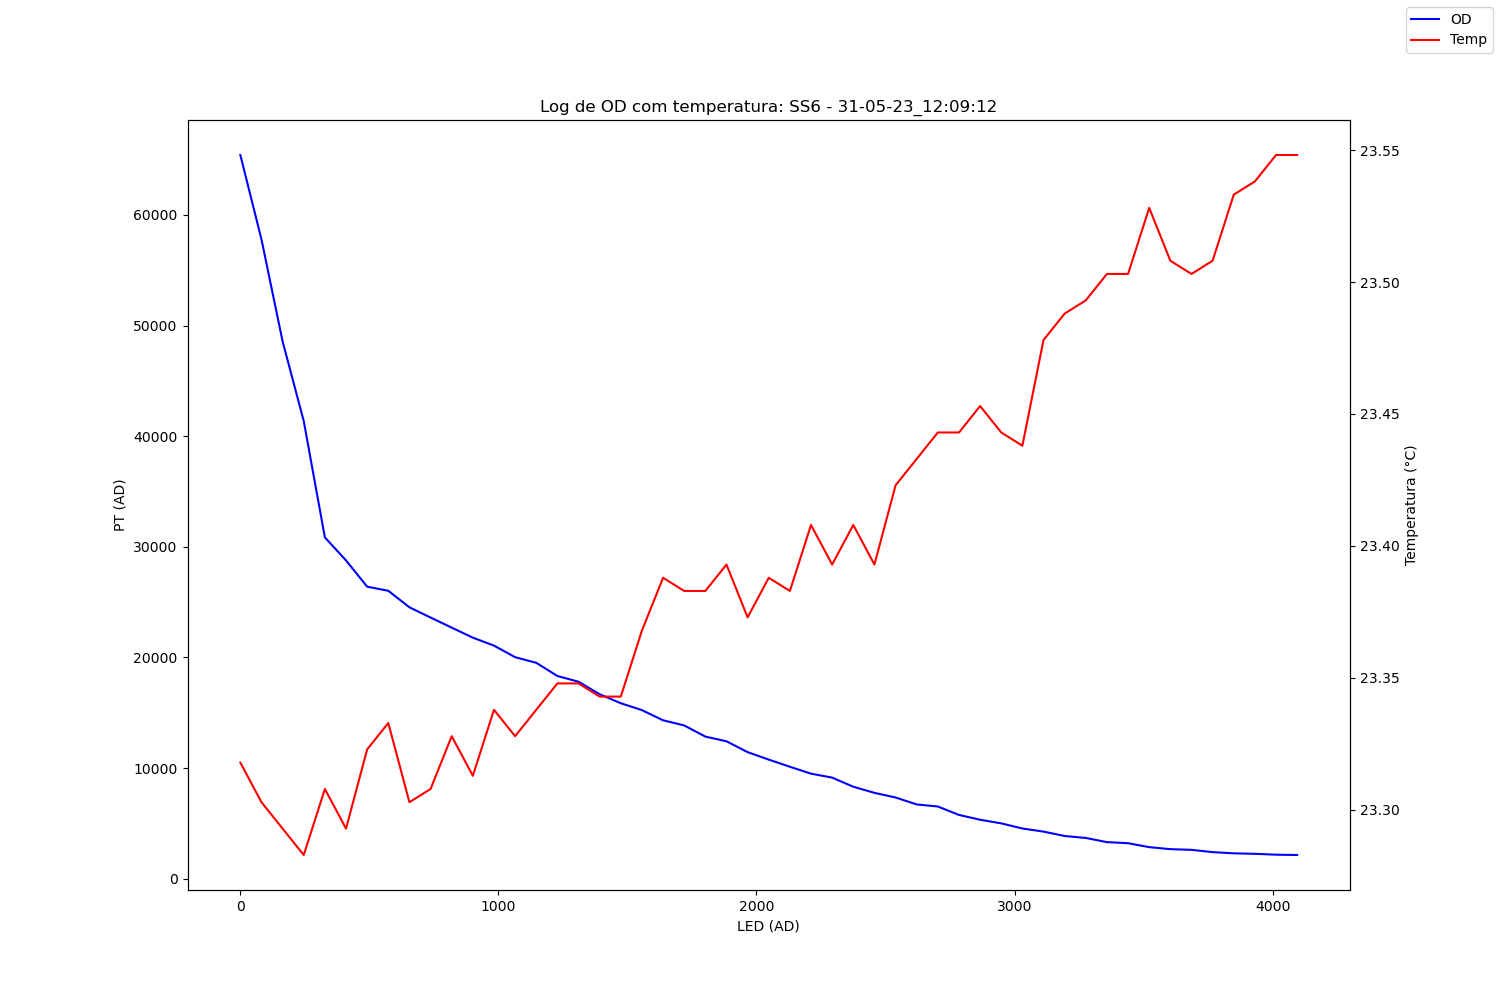 OD
Temp
Log de OD com temperatura: SS6 - 31-05-23_12:09:12
60000
50000
40000
30000
20000
10000
0
PT (AD)
23.55
23.50
23.45
23.40
23.35
23.30
Temperatura (°C)
0 1000 2000 3000 4000
LED (AD)